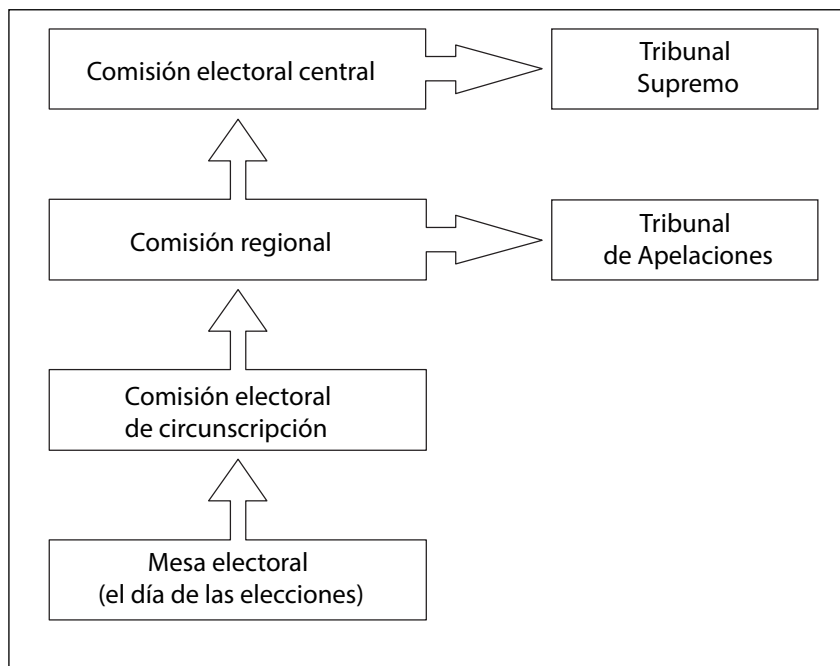 Comisión electoral central
Tribunal
Supremo
Comisión regional
Tribunal
de Apelaciones
Comisión electoral
de circunscripción
Mesa electoral
(el día de las elecciones)